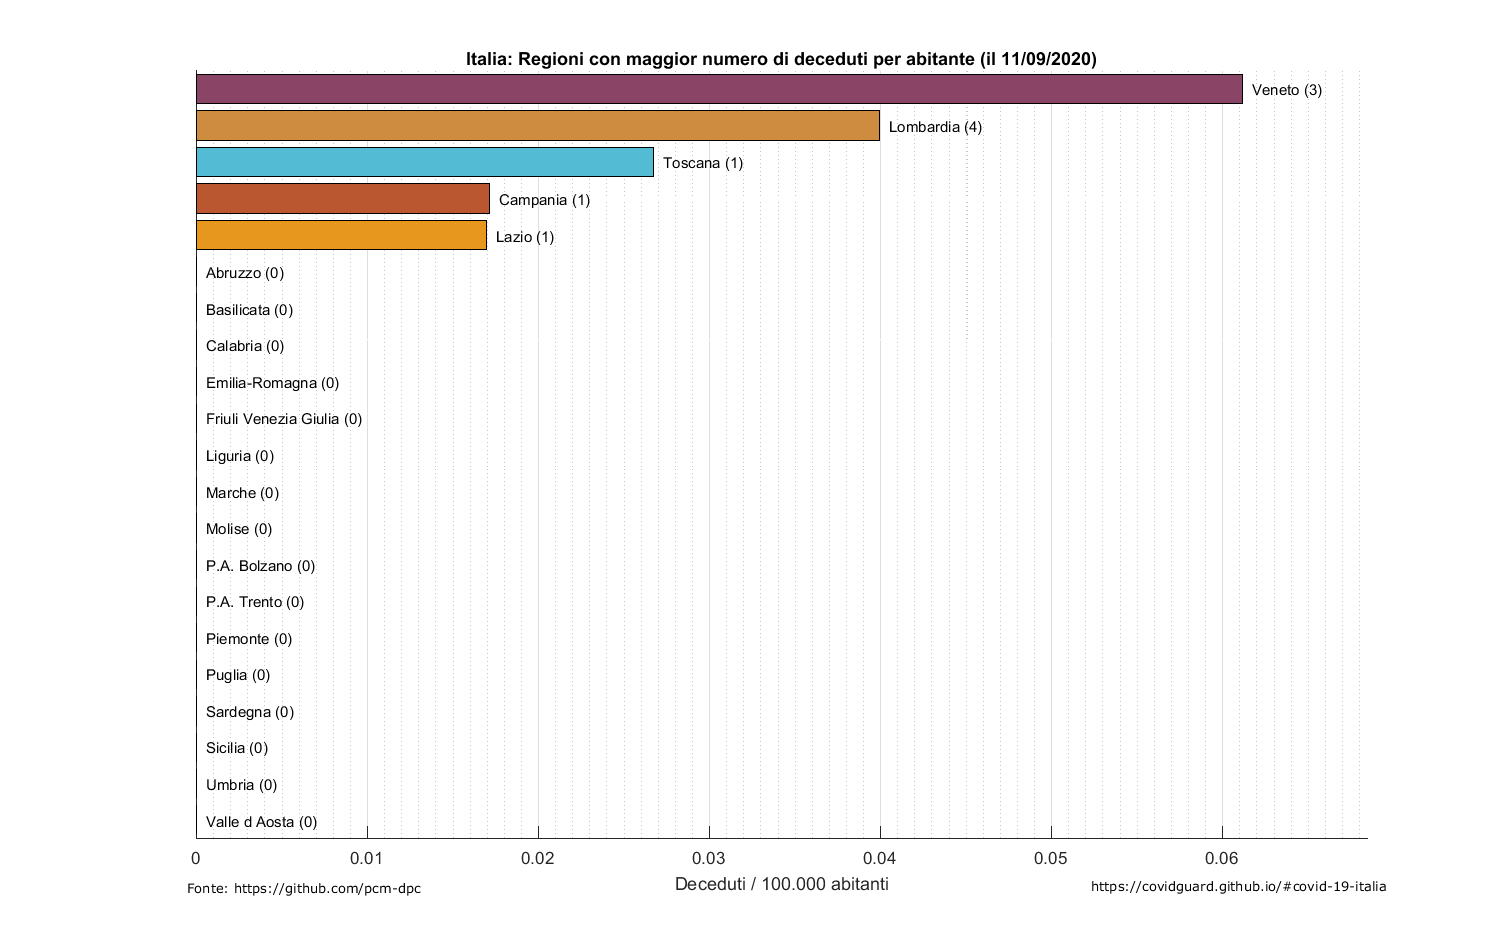 Italia: Regioni con maggior numero di deceduti per abitante (il 11/09/2020)
Veneto (3)
Lombardia (4)
Toscana (1)
Campania (1)
Lazio (1)
Abruzzo (0)
Basilicata (0)
Calabria (0)
Emilia-Romagna (0)
Friuli Venezia Giulia (0)
Liguria (0)
Marche (0)
Molise (0)
P.A. Bolzano (0)
P.A. Trento (0)
Piemonte (0)
Puglia (0)
Sardegna (0)
Sicilia (0)
Umbria (0)
Valle d Aosta (0)
0 0.01 0.02 0.03 0.04 0.05 0.06
Deceduti / 100.000 abitanti
Fonte: https://github.com/pcm-dpc
https://covidguard.github.io/#covid-19-italia